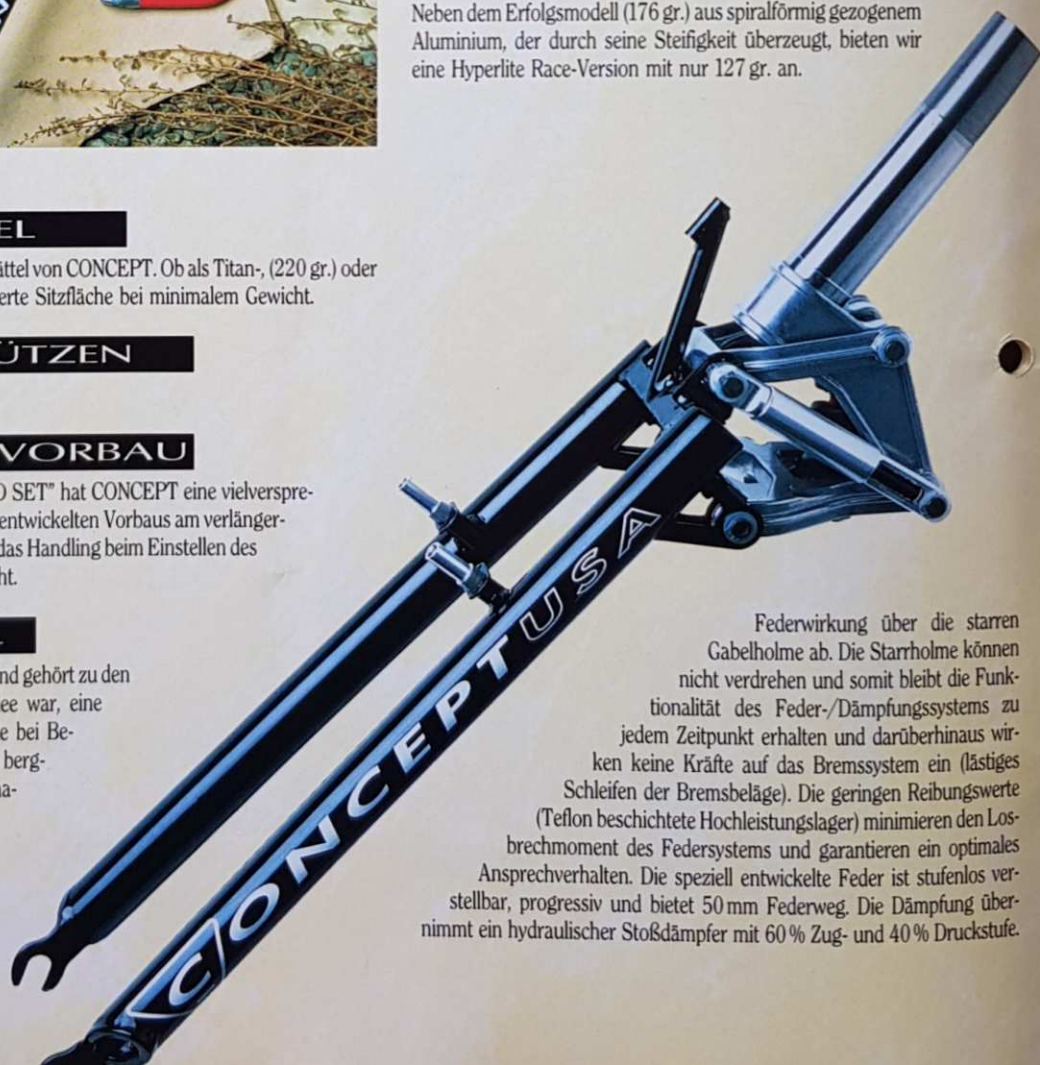 Neben dem Erfolgsmodell (176 gr.) aus spiralförmig gezogenem
Aluminium, der durch seine Steifigkeit überzeugt, bieten wir
eine Hyperlite Race-Version mit nur 127 gr. an.
EL
ättel von CONCEPT. Ob als Titan-, (220 gr.) oder
erte Sitzfläche bei minimalem Gewicht.
ÜTZEN
VORBAU
O SET" hat CONCEPT eine vielverspre-
entwickelten Vorbaus am verlänger-
das Handling beim Einstellen des
ht.
nd gehört zu den
ee war, eine
e bei Be-
berg-
a-
CONCEPT USA
Federwirkung über die starren
Gabelholme ab. Die Starrholme können
nicht verdrehen und somit bleibt die Funk-
tionalität des Feder-/Dämpfungssystems zu
jedem Zeitpunkt erhalten und darüberhinaus wir-
ken keine Kräfte auf das Bremssystem ein (lästiges
Schleifen der Bremsbeläge). Die geringen Reibungswerte
(Teflon beschichtete Hochleistungslager) minimieren den Los-
brechmoment des Federsystems und garantieren ein optimales
Ansprechverhalten. Die speziell entwickelte Feder ist stufenlos ver-
stellbar, progressiv und bietet 50 mm Federweg. Die Dämpfung über-
nimmt ein hydraulischer Stoßdämpfer mit 60 % Zug- und 40 % Druckstufe.